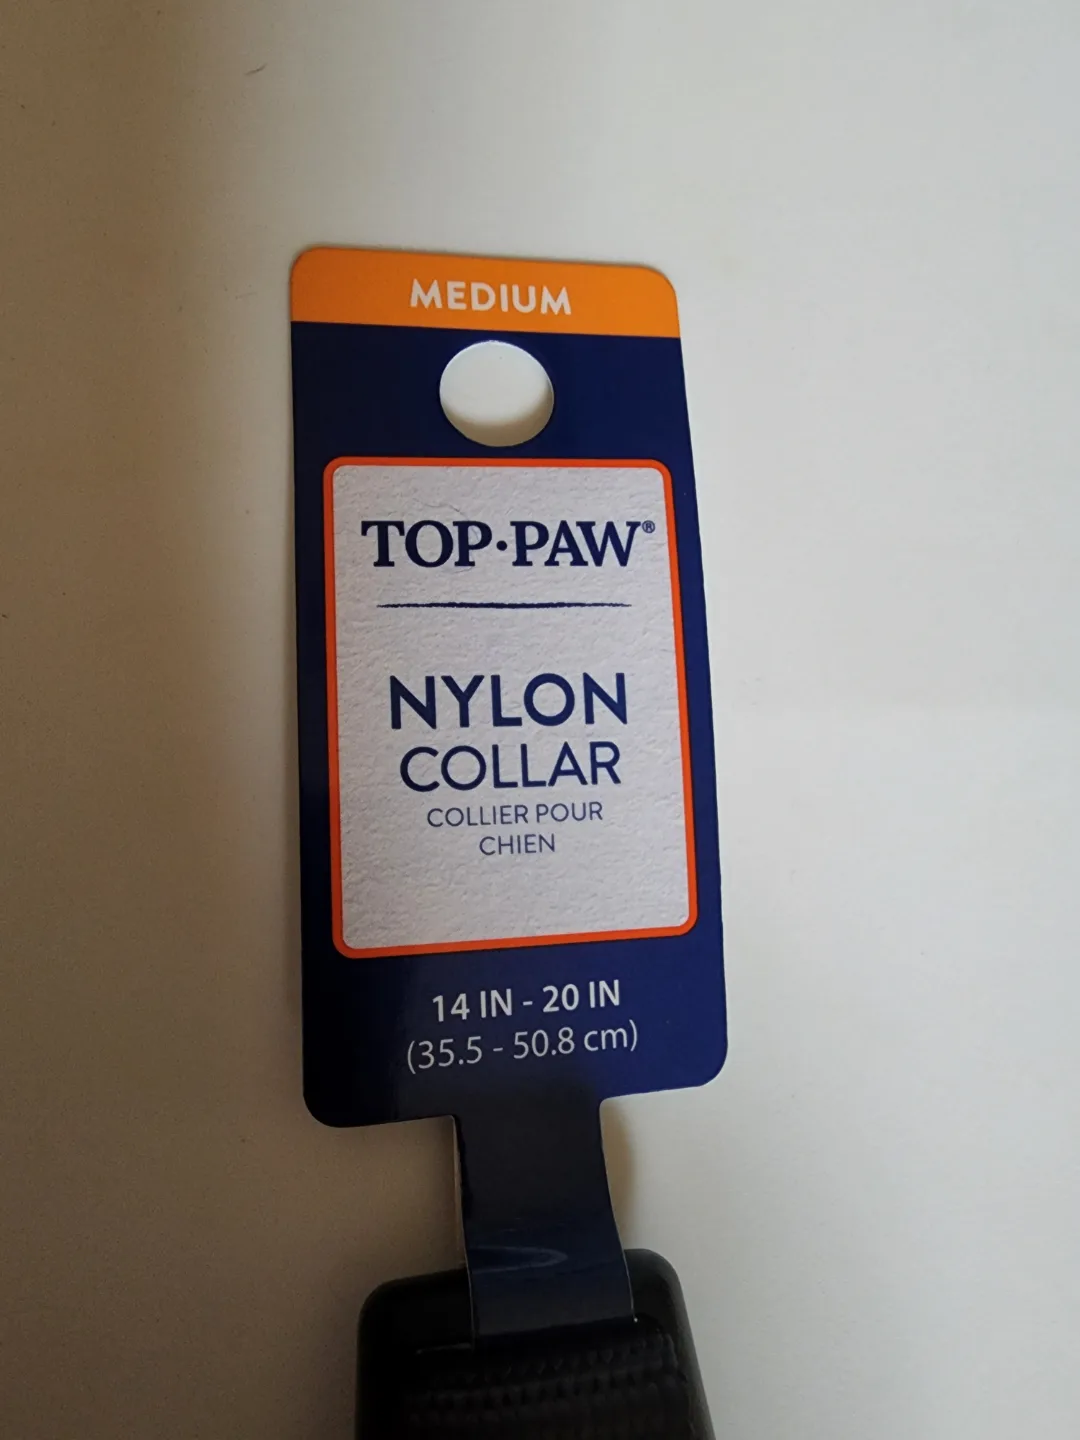 MEDIUM
TOP·PAW®
NYLON
COLLAR
COLLIER POUR
CHIEN
14 IN - 20 IN
(35.5 - 50.8 cm)